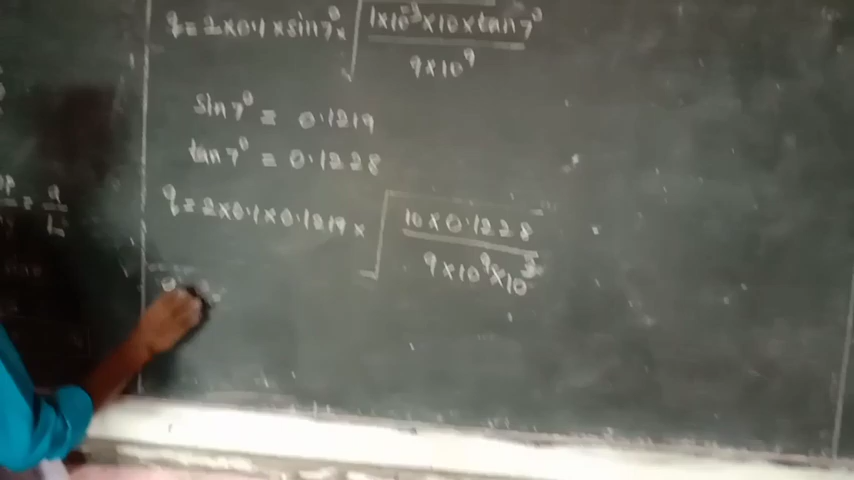 q = 2×0.1×sin7°× √(1×10⁻³×10×tan7° / 9×10⁹)
sin7° = 0.1219
tan7° = 0.1228
q = 2×0.1×0.1219× √(10×0.1228 / 9×10⁹×10³)